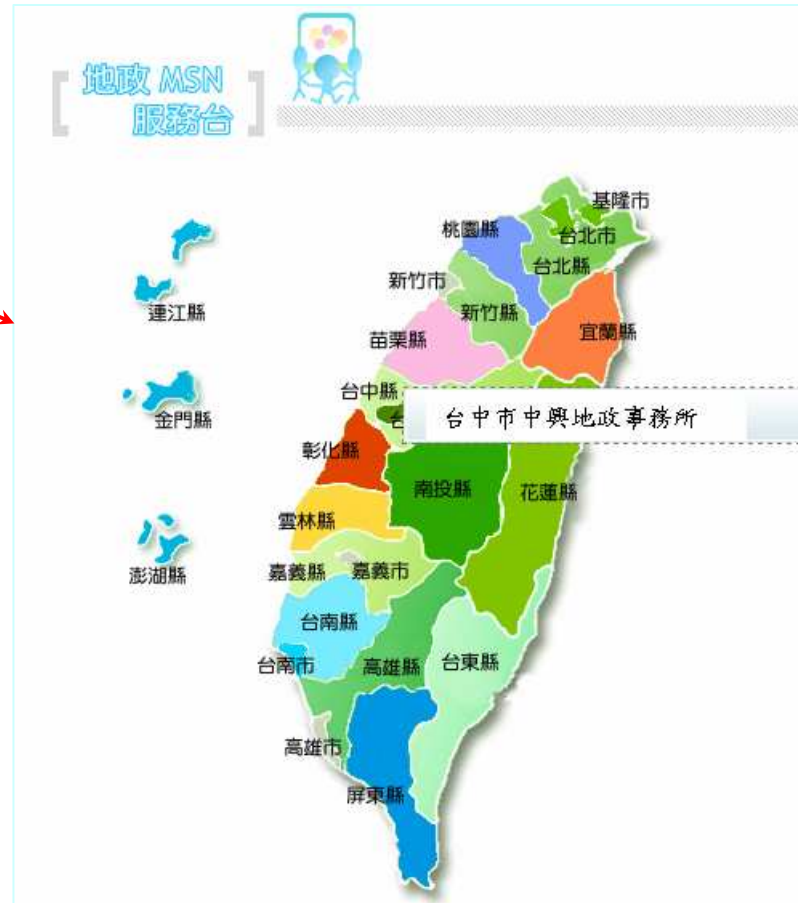 地政 MSN
服務台
基隆市
桃園縣
台北市
台北縣
新竹市
連江縣
新竹縣
宜蘭縣
苗栗縣
台中縣
金門縣
台
台中市中興地政事務所
彰化縣
南投縣
花蓮縣
雲林縣
嘉義縣
嘉義市
澎湖縣
台南縣
台南市
高雄縣
台東縣
高雄市
屏東縣